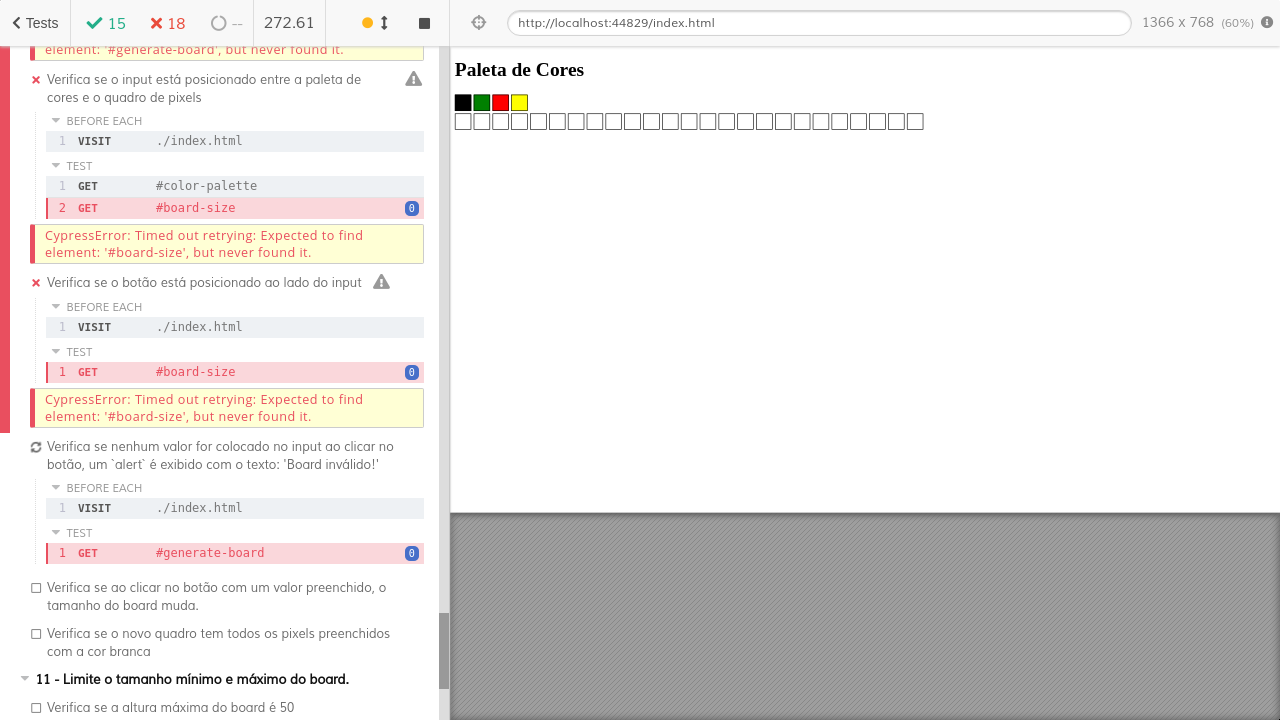 Tests
15
18
--
272.61
http://localhost:44829/index.html
1366 x 768 (60%)
element: '#generate-board', but never found it.
Verifica se o input está posicionado entre a paleta de
cores e o quadro de pixels
BEFORE EACH
1 VISIT ./index.html
TEST
1 GET #color-palette
2 GET #board-size 0
CypressError: Timed out retrying: Expected to find
element: '#board-size', but never found it.
Verifica se o botão está posicionado ao lado do input
BEFORE EACH
1 VISIT ./index.html
TEST
1 GET #board-size 0
CypressError: Timed out retrying: Expected to find
element: '#board-size', but never found it.
Verifica se nenhum valor for colocado no input ao clicar no
botão, um `alert` é exibido com o texto: 'Board inválido!'
BEFORE EACH
1 VISIT ./index.html
TEST
1 GET #generate-board 0
Verifica se ao clicar no botão com um valor preenchido, o
tamanho do board muda.
Verifica se o novo quadro tem todos os pixels preenchidos
com a cor branca
11 - Limite o tamanho mínimo e máximo do board.
Verifica se a altura máxima do board é 50
Paleta de Cores